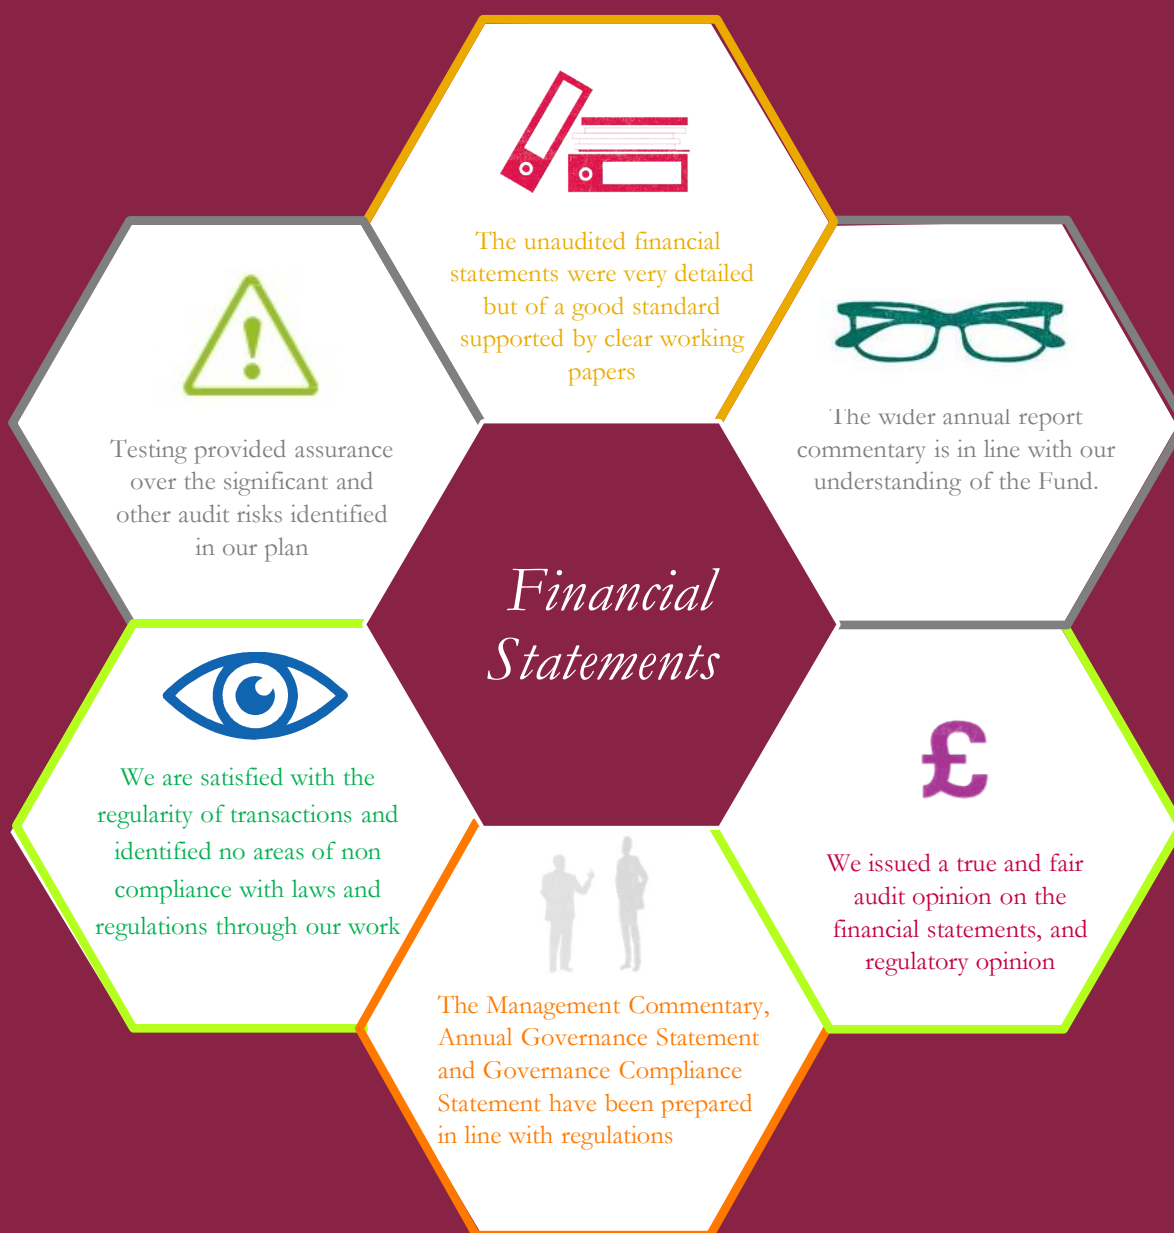 The unaudited financial
statements were very detailed
but of a good standard
supported by clear working
papers
The wider annual report
commentary is in line with our
understanding of the Fund.
Testing provided assurance
over the significant and
other audit risks identified
in our plan
Financial
Statements
We are satisfied with the
regularity of transactions and
identified no areas of non
compliance with laws and
regulations through our work
£
We issued a true and fair
audit opinion on the
financial statements, and
regulatory opinion
The Management Commentary,
Annual Governance Statement
and Governance Compliance
Statement have been prepared
in line with regulations